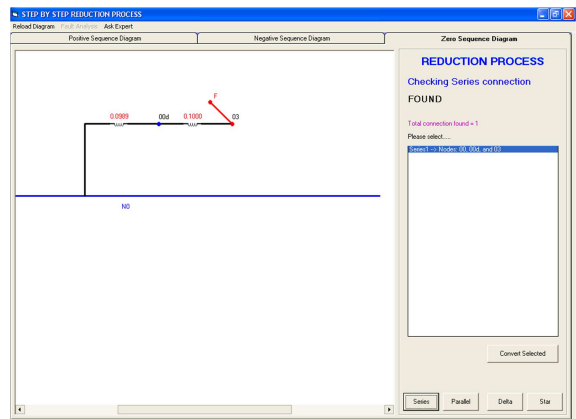 STEP BY STEP REDUCTION PROCESS
Reload Diagram Fault Analysis Ask Expert
Positive Sequence Diagram Negative Sequence Diagram Zero Sequence Diagram
REDUCTION PROCESS
Checking Series connection
FOUND
Total connection found = 1
Please select.....
Series1 --> Nodes: 00, 00d, and 03
F
0.0989 00d 0.1000 03
N0
Convert Selected
Series Parallel Delta Star